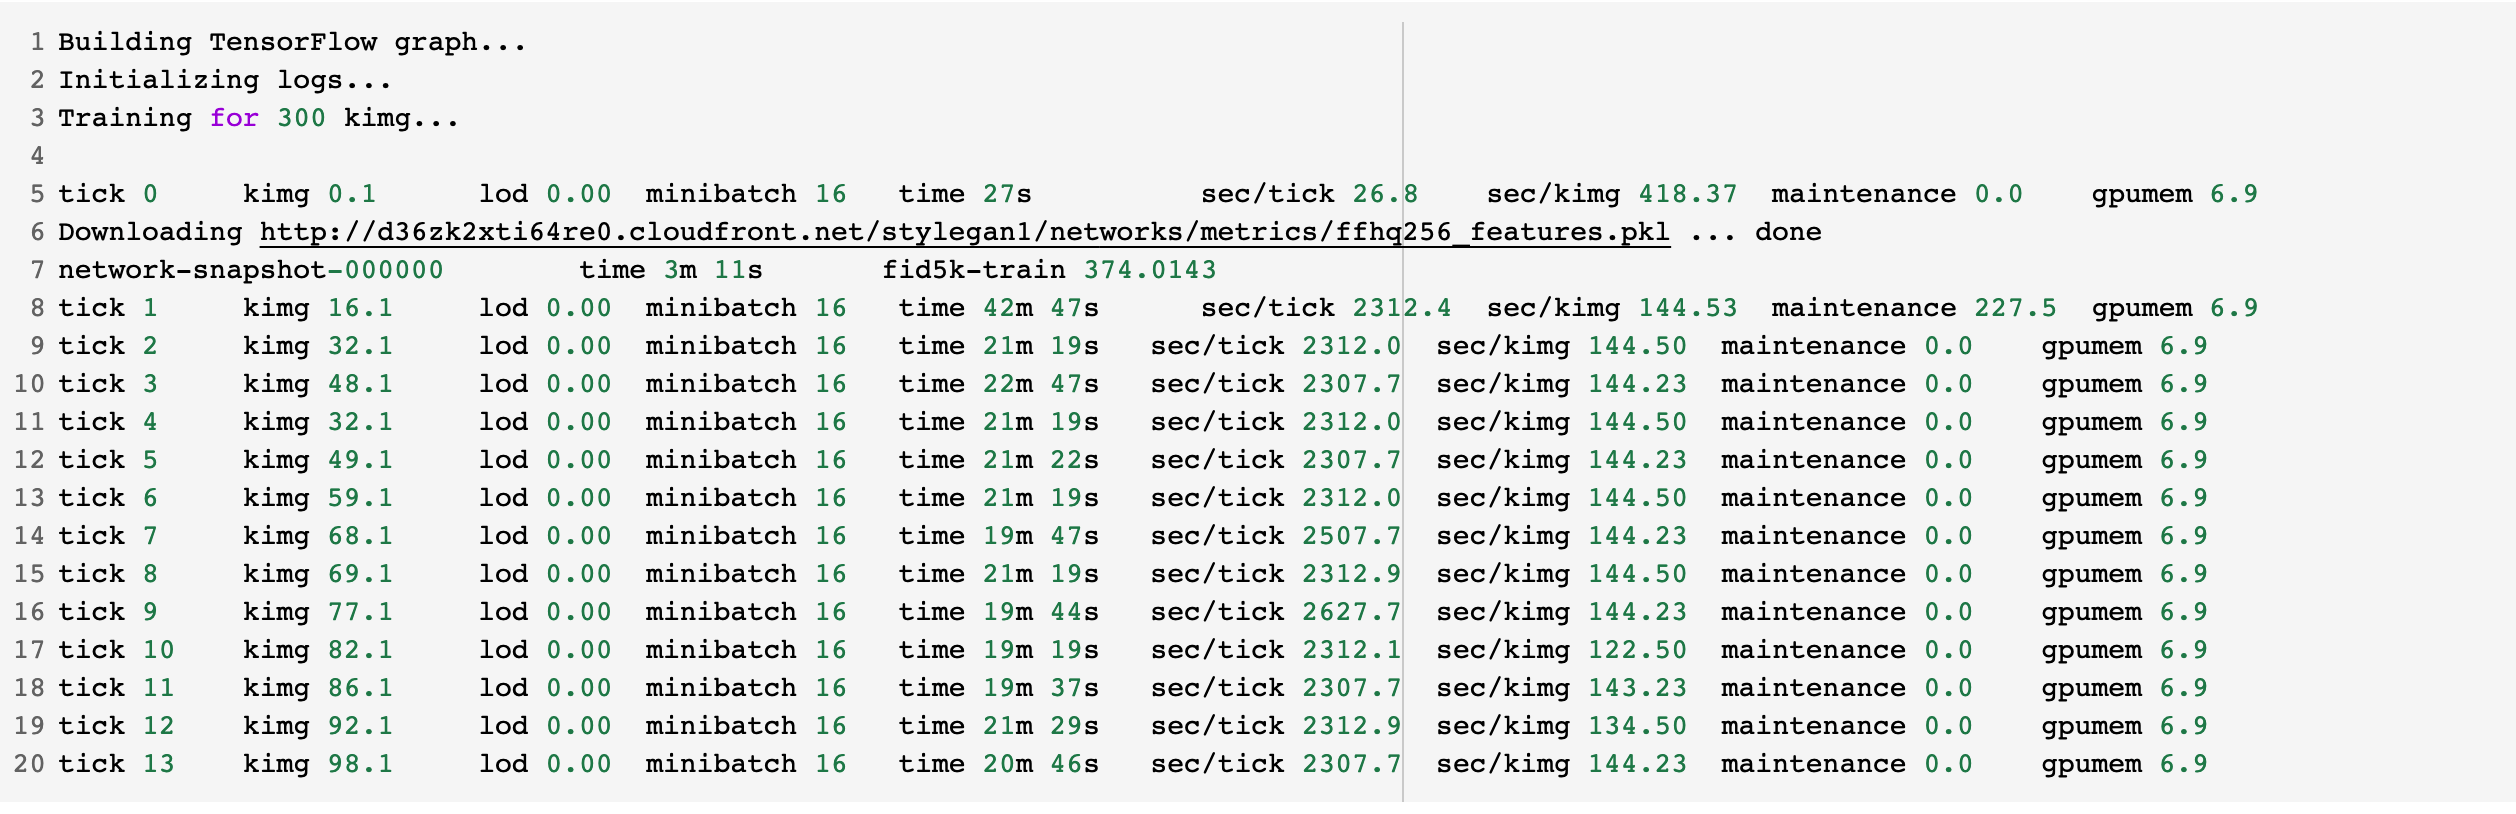 1 Building TensorFlow graph...
2 Initializing logs...
3 Training for 300 kimg...
4
5 tick 0 kimg 0.1 lod 0.00 minibatch 16 time 27s sec/tick 26.8 sec/kimg 418.37 maintenance 0.0 gpumem 6.9
6 Downloading http://d36zk2xti64re0.cloudfront.net/stylegan1/networks/metrics/ffhq256_features.pkl ... done
7 network-snapshot-000000 time 3m 11s fid5k-train 374.0143
8 tick 1 kimg 16.1 lod 0.00 minibatch 16 time 42m 47s sec/tick 2312.4 sec/kimg 144.53 maintenance 227.5 gpumem 6.9
9 tick 2 kimg 32.1 lod 0.00 minibatch 16 time 21m 19s sec/tick 2312.0 sec/kimg 144.50 maintenance 0.0 gpumem 6.9
10 tick 3 kimg 48.1 lod 0.00 minibatch 16 time 22m 47s sec/tick 2307.7 sec/kimg 144.23 maintenance 0.0 gpumem 6.9
11 tick 4 kimg 32.1 lod 0.00 minibatch 16 time 21m 19s sec/tick 2312.0 sec/kimg 144.50 maintenance 0.0 gpumem 6.9
12 tick 5 kimg 49.1 lod 0.00 minibatch 16 time 21m 22s sec/tick 2307.7 sec/kimg 144.23 maintenance 0.0 gpumem 6.9
13 tick 6 kimg 59.1 lod 0.00 minibatch 16 time 21m 19s sec/tick 2312.0 sec/kimg 144.50 maintenance 0.0 gpumem 6.9
14 tick 7 kimg 68.1 lod 0.00 minibatch 16 time 19m 47s sec/tick 2507.7 sec/kimg 144.23 maintenance 0.0 gpumem 6.9
15 tick 8 kimg 69.1 lod 0.00 minibatch 16 time 21m 19s sec/tick 2312.9 sec/kimg 144.50 maintenance 0.0 gpumem 6.9
16 tick 9 kimg 77.1 lod 0.00 minibatch 16 time 19m 44s sec/tick 2627.7 sec/kimg 144.23 maintenance 0.0 gpumem 6.9
17 tick 10 kimg 82.1 lod 0.00 minibatch 16 time 19m 19s sec/tick 2312.1 sec/kimg 122.50 maintenance 0.0 gpumem 6.9
18 tick 11 kimg 86.1 lod 0.00 minibatch 16 time 19m 37s sec/tick 2307.7 sec/kimg 143.23 maintenance 0.0 gpumem 6.9
19 tick 12 kimg 92.1 lod 0.00 minibatch 16 time 21m 29s sec/tick 2312.9 sec/kimg 134.50 maintenance 0.0 gpumem 6.9
20 tick 13 kimg 98.1 lod 0.00 minibatch 16 time 20m 46s sec/tick 2307.7 sec/kimg 144.23 maintenance 0.0 gpumem 6.9